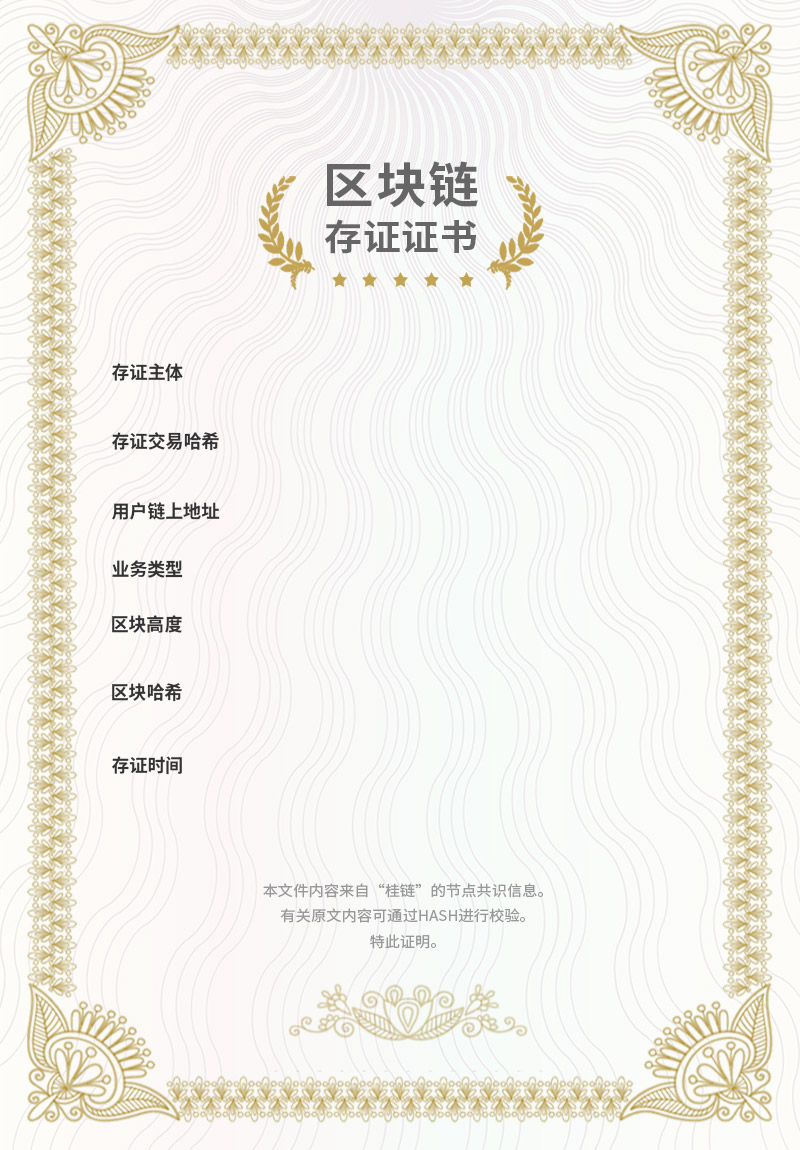 区块链
存证证书
存证主体
存证交易哈希
用户链上地址
业务类型
区块高度
区块哈希
存证时间
本文件内容来自“桂链”的节点共识信息。
有关原文内容可通过HASH进行校验。
特此证明。